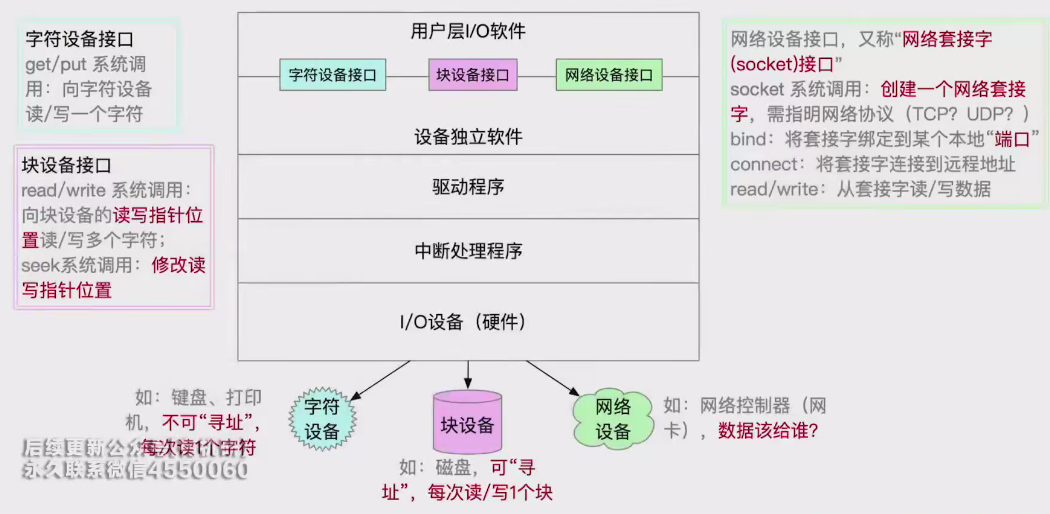 字符设备接口
get/put 系统调
用：向字符设备
读/写一个字符
块设备接口
read/write 系统调用：
向块设备的读写指针位
置读/写多个字符；
seek系统调用：修改读
写指针位置
用户层I/O软件
字符设备接口
块设备接口
网络设备接口
设备独立软件
驱动程序
中断处理程序
I/O设备（硬件）
网络设备接口，又称“网络套接字
(socket)接口”
socket 系统调用：创建一个网络套接
字，需指明网络协议（TCP？UDP？）
bind：将套接字绑定到某个本地“端口”
connect：将套接字连接到远程地址
read/write：从套接字读/写数据
如：键盘、打印
机，不可“寻址”，
每次读1个字符
字符
设备
块设备
如：磁盘，可“寻
址”，每次读/写1个块
网络
设备
如：网络控制器（网
卡），数据该给谁？
后续更新公众
永久联系微信4550060